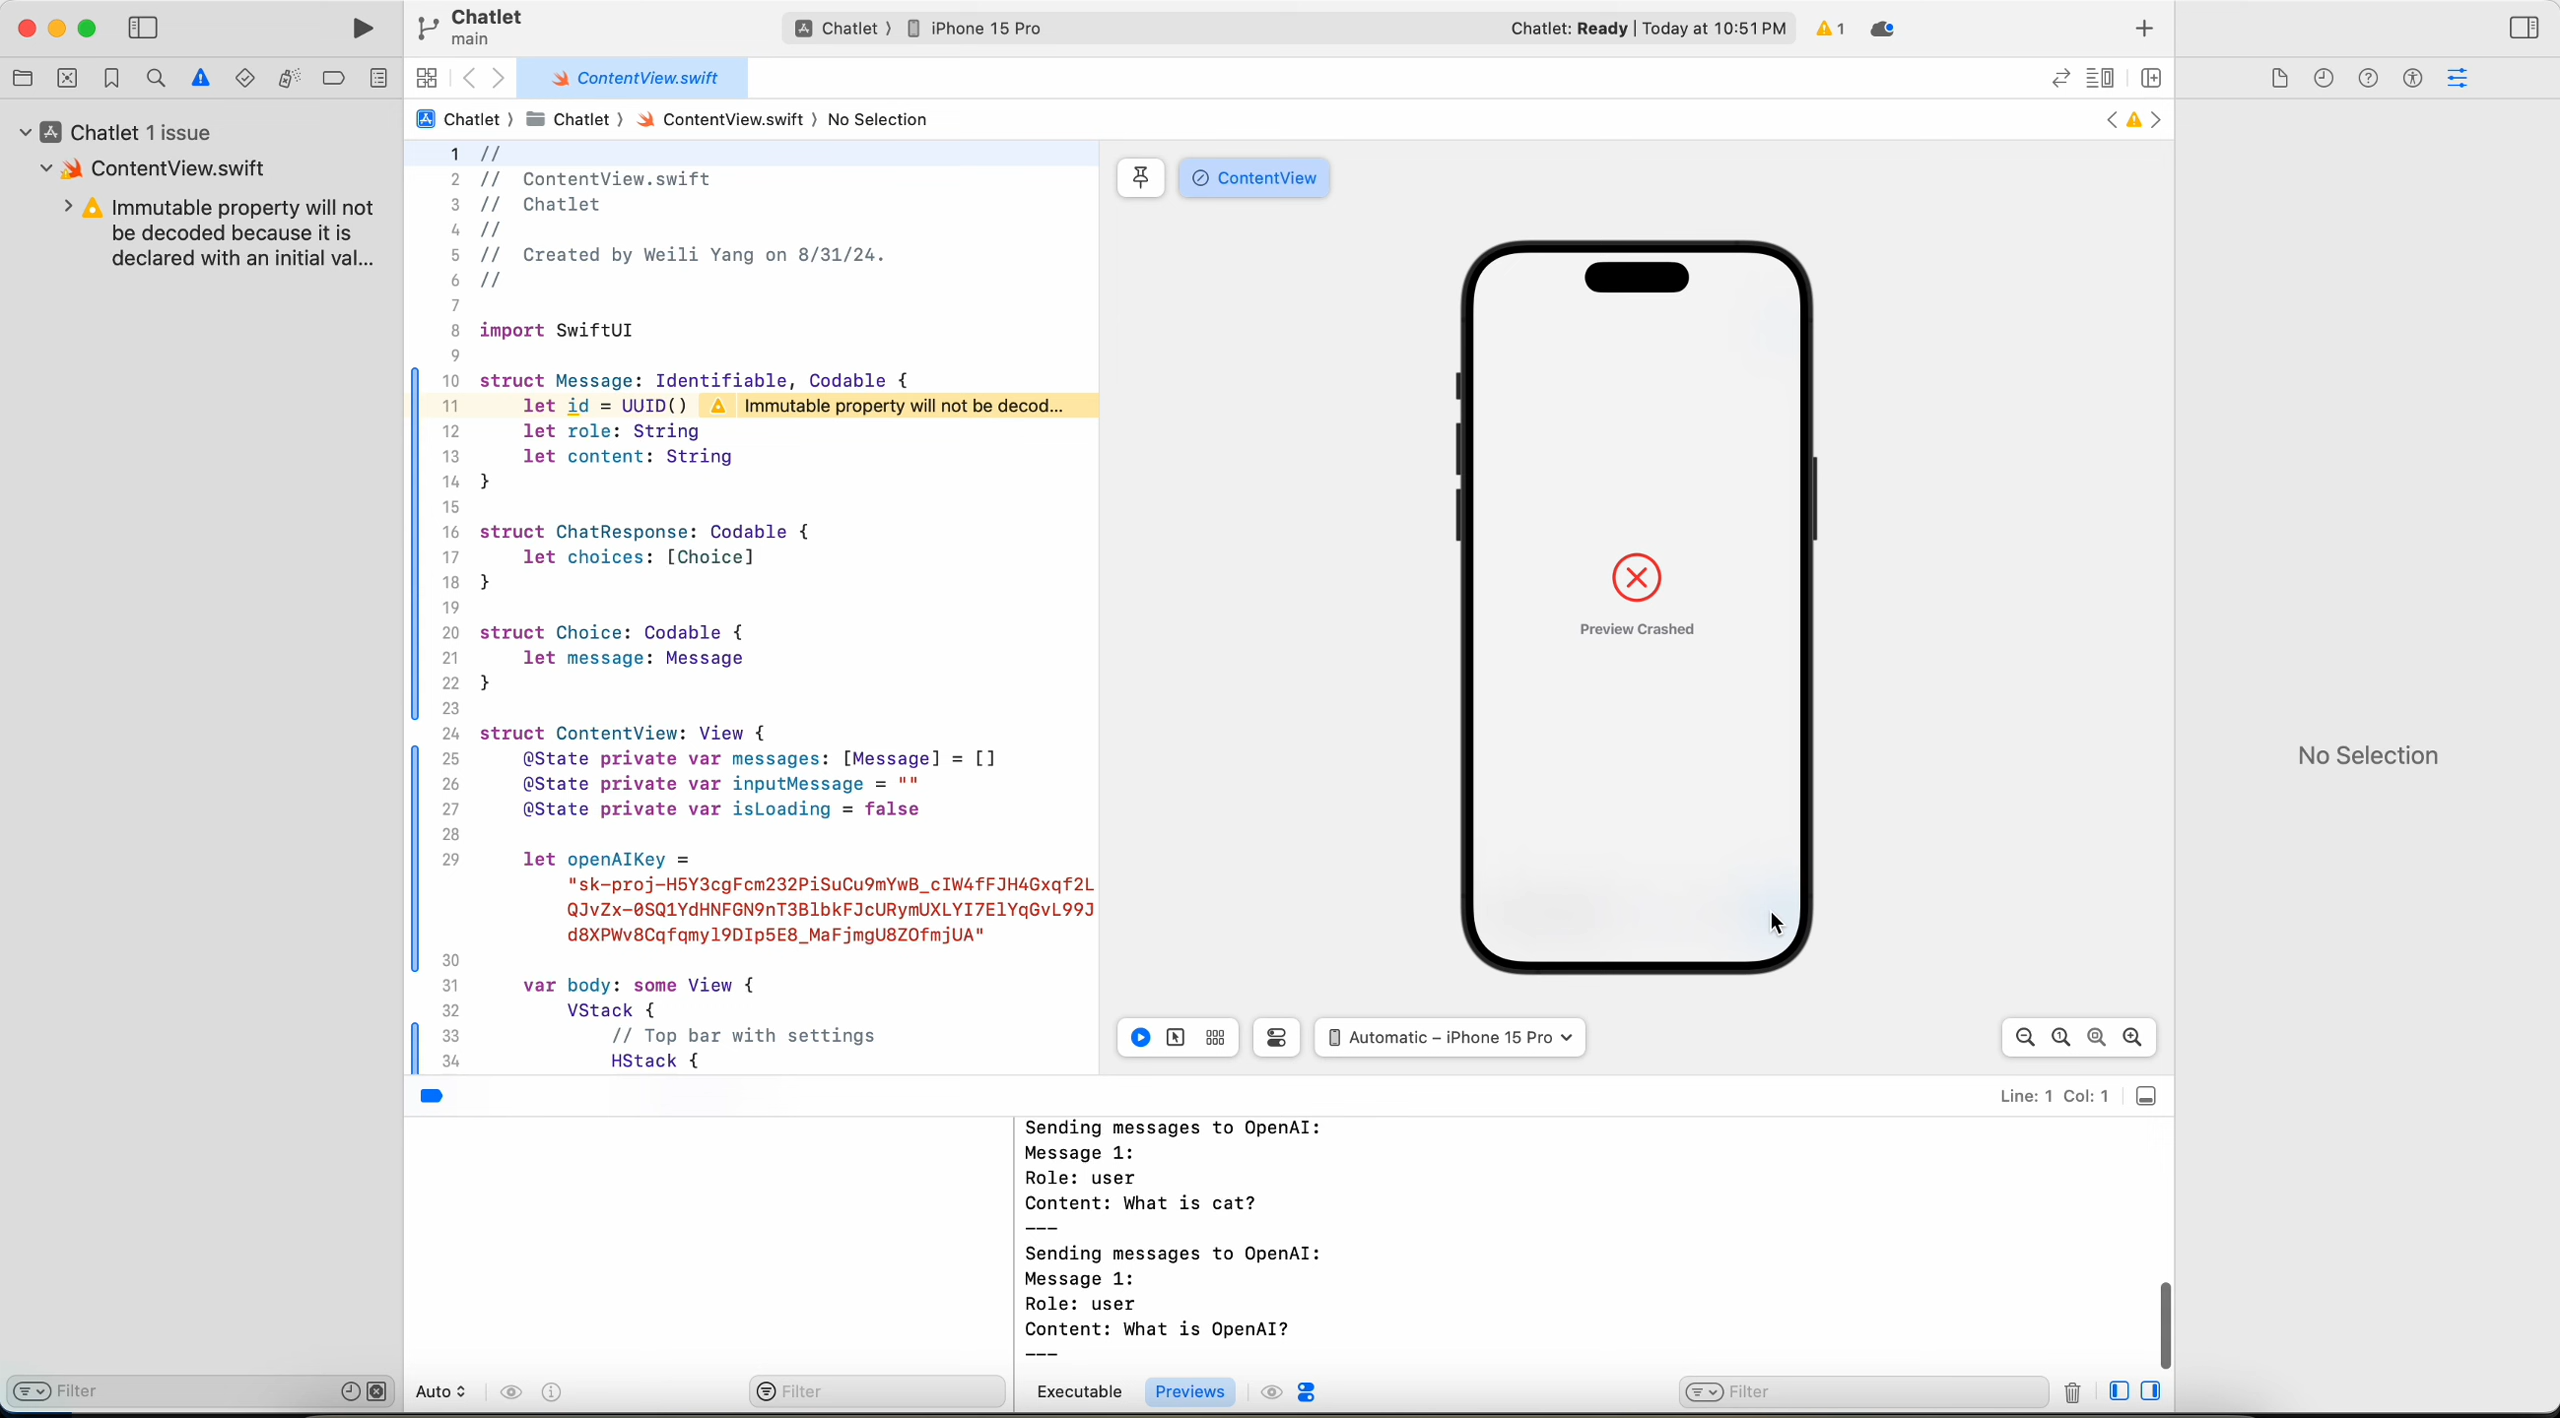 Chatlet
main
Chatlet
iPhone 15 Pro
Chatlet: Ready | Today at 10:51 PM
1
ContentView.swift
Chatlet
Chatlet
ContentView.swift
No Selection
Chatlet 1 issue
ContentView.swift
Immutable property will not
be decoded because it is
declared with an initial val...
1 //
2 // ContentView.swift
3 // Chatlet
4 //
5 // Created by Weili Yang on 8/31/24.
6 //
7
8 import SwiftUI
9
10 struct Message: Identifiable, Codable {
11 let id = UUID() Immutable property will not be decod...
12 let role: String
13 let content: String
14 }
15
16 struct ChatResponse: Codable {
17 let choices: [Choice]
18 }
19
20 struct Choice: Codable {
21 let message: Message
22 }
23
24 struct ContentView: View {
25 @State private var messages: [Message] = []
26 @State private var inputMessage = ""
27 @State private var isLoading = false
28
29 let openAIKey =
"sk-proj-H5Y3cgFcm232PiSuCu9mYwB_cIW4fFJH4Gxqf2L
QJvZx-0SQ1YdHNFGN9nT3BlbkFJcURymUXLYI7ElYqGvL99J
d8XPWv8Cqfqmyl9DIp5E8_MaFjmgU8ZOfmjUA"
30
31 var body: some View {
32 VStack {
33 // Top bar with settings
34 HStack {
ContentView
Preview Crashed
Automatic – iPhone 15 Pro
No Selection
Line: 1 Col: 1
Sending messages to OpenAI:
Message 1:
Role: user
Content: What is cat?
---
Sending messages to OpenAI:
Message 1:
Role: user
Content: What is OpenAI?
---
Filter
Auto
Filter
Executable
Previews
Filter